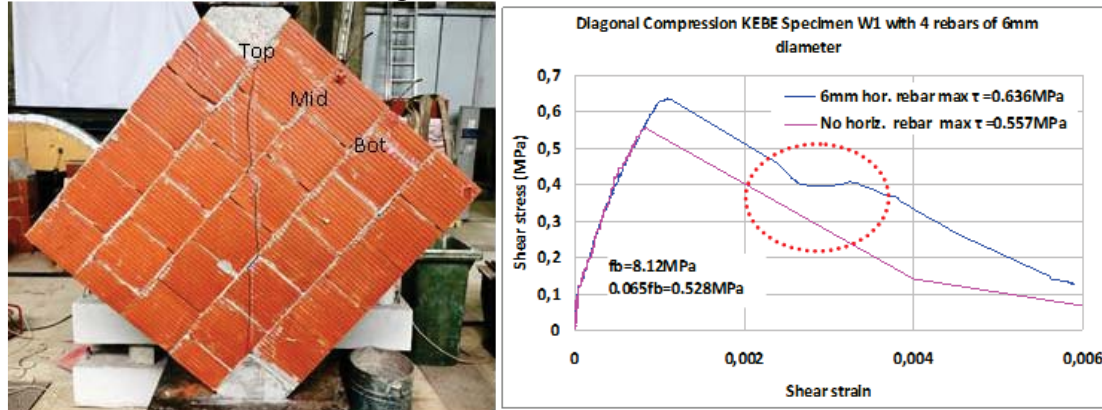 Top
Mid
Bot
Diagonal Compression KEBE Specimen W1 with 4 rebars of 6mm
diameter
0,7
0,6
0,5
0,4
0,3
0,2
0,1
0
Shear stress (MPa)
6mm hor. rebar max τ =0.636MPa
No horiz. rebar max τ =0.557MPa
fb=8.12MPa
0.065fb=0.528MPa
0
0,002
0,004
0,006
Shear strain